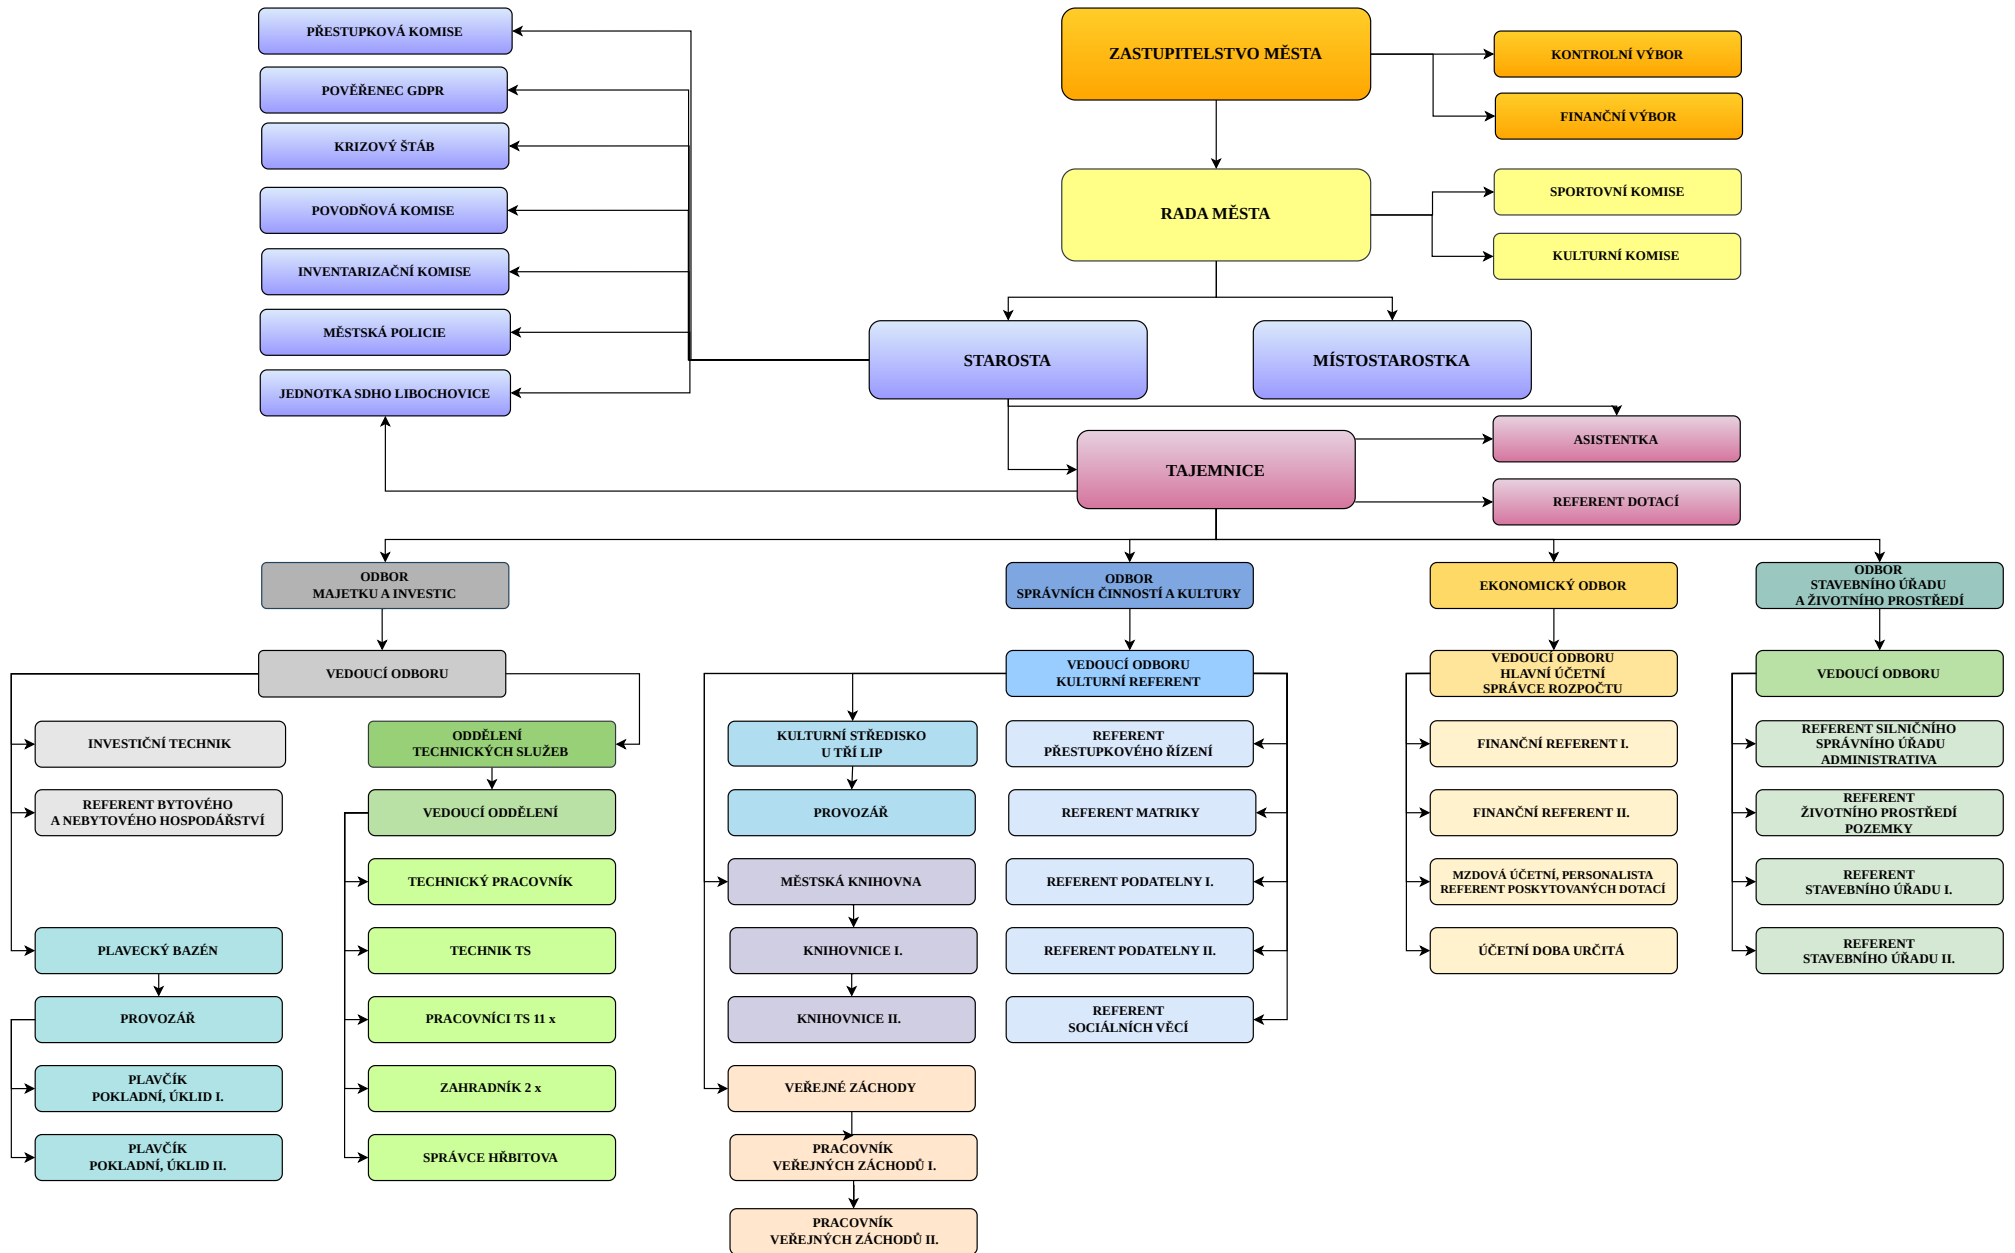 PŘESTUPKOVÁ KOMISE
POVĚŘENEC GDPR
KRIZOVÝ ŠTÁB
POVODŇOVÁ KOMISE
INVENTARIZAČNÍ KOMISE
MĚSTSKÁ POLICIE
JEDNOTKA SDHO LIBOCHOVICE
ZASTUPITELSTVO MĚSTA
KONTROLNÍ VÝBOR
FINANČNÍ VÝBOR
RADA MĚSTA
SPORTOVNÍ KOMISE
KULTURNÍ KOMISE
STAROSTA
MÍSTOSTAROSTKA
TAJEMNICE
ASISTENTKA
REFERENT DOTACÍ
ODBOR
MAJETKU A INVESTIC
VEDOUCÍ ODBORU
INVESTIČNÍ TECHNIK
REFERENT BYTOVÉHO
A NEBYTOVÉHO HOSPODÁŘSTVÍ
PLAVECKÝ BAZÉN
PROVOZÁŘ
PLAVČÍK
POKLADNÍ, ÚKLID I.
PLAVČÍK
POKLADNÍ, ÚKLID II.
ODDĚLENÍ
TECHNICKÝCH SLUŽEB
VEDOUCÍ ODDĚLENÍ
TECHNICKÝ PRACOVNÍK
TECHNIK TS
PRACOVNÍCI TS 11 x
ZAHRADNÍK 2 x
SPRÁVCE HŘBITOVA
ODBOR
SPRÁVNÍCH ČINNOSTÍ A KULTURY
VEDOUCÍ ODBORU
KULTURNÍ REFERENT
KULTURNÍ STŘEDISKO
U TŘÍ LIP
PROVOZÁŘ
MĚSTSKÁ KNIHOVNA
KNIHOVNICE I.
KNIHOVNICE II.
VEŘEJNÉ ZÁCHODY
PRACOVNÍK
VEŘEJNÝCH ZÁCHODŮ I.
PRACOVNÍK
VEŘEJNÝCH ZÁCHODŮ II.
REFERENT
PŘESTUPKOVÉHO ŘÍZENÍ
REFERENT MATRIKY
REFERENT PODATELNY I.
REFERENT PODATELNY II.
REFERENT
SOCIÁLNÍCH VĚCÍ
EKONOMICKÝ ODBOR
VEDOUCÍ ODBORU
HLAVNÍ ÚČETNÍ
SPRÁVCE ROZPOČTU
FINANČNÍ REFERENT I.
FINANČNÍ REFERENT II.
MZDOVÁ ÚČETNÍ, PERSONALISTA
REFERENT POSKYTOVANÝCH DOTACÍ
ÚČETNÍ DOBA URČITÁ
ODBOR
STAVEBNÍHO ÚŘADU
A ŽIVOTNÍHO PROSTŘEDÍ
VEDOUCÍ ODBORU
REFERENT SILNIČNÍHO
SPRÁVNÍHO ÚŘADU
ADMINISTRATIVA
REFERENT
ŽIVOTNÍHO PROSTŘEDÍ
POZEMKY
REFERENT
STAVEBNÍHO ÚŘADU I.
REFERENT
STAVEBNÍHO ÚŘADU II.